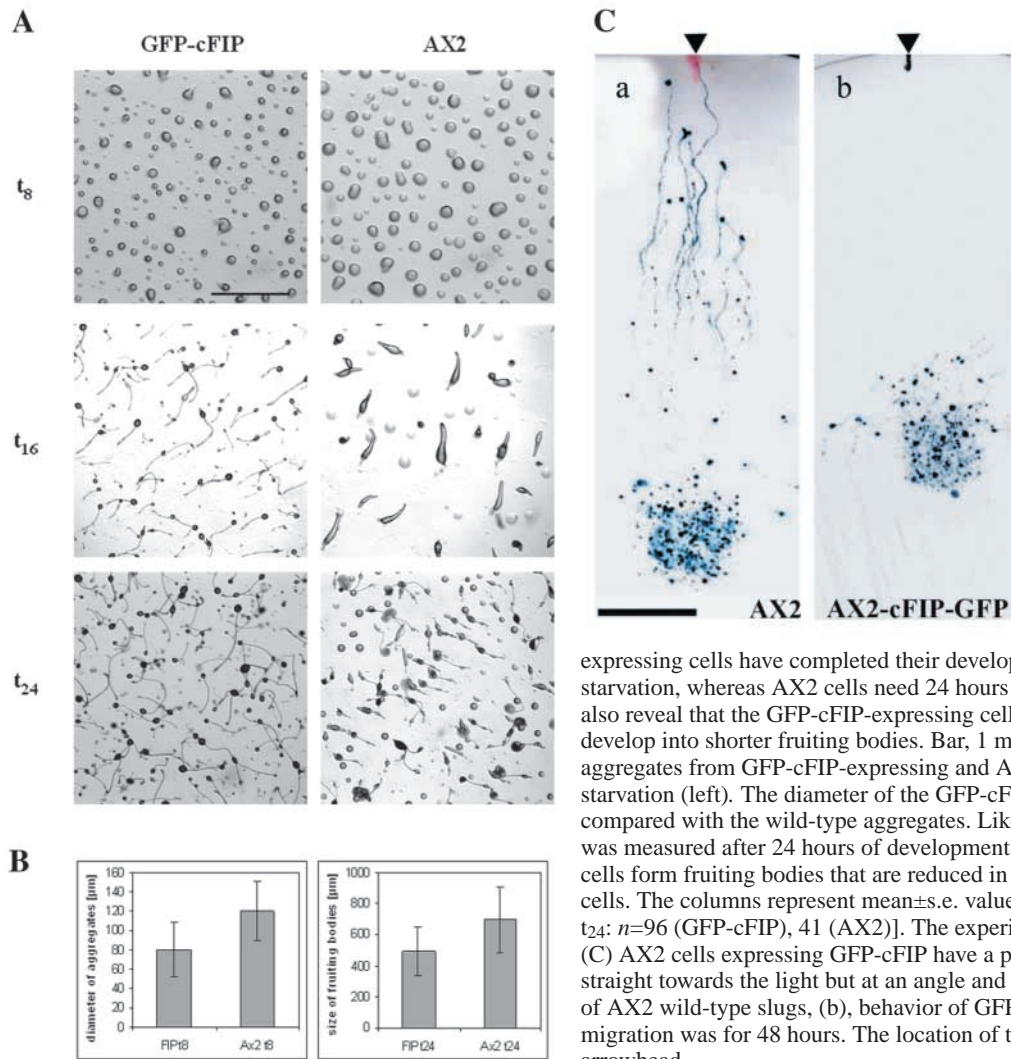 A
GFP-cFIP
AX2
t8
t16
t24
B
diameter of aggregates [µm]
160
140
120
100
80
60
40
20
0
FIPt8
Ax2 t8
size of fruiting bodies [µm]
1000
800
600
400
200
0
FIPt24
Ax2 t24
C
a
b
AX2
AX2-cFIP-GFP
expressing cells have completed their develop
starvation, whereas AX2 cells need 24 hours
also reveal that the GFP-cFIP-expressing cell
develop into shorter fruiting bodies. Bar, 1 m
aggregates from GFP-cFIP-expressing and A
starvation (left). The diameter of the GFP-cF
compared with the wild-type aggregates. Lik
was measured after 24 hours of development
cells form fruiting bodies that are reduced in
cells. The columns represent mean±s.e. value
t24: n=96 (GFP-cFIP), 41 (AX2)]. The experi
(C) AX2 cells expressing GFP-cFIP have a p
straight towards the light but at an angle and
of AX2 wild-type slugs, (b), behavior of GFP
migration was for 48 hours. The location of t
arrowhead